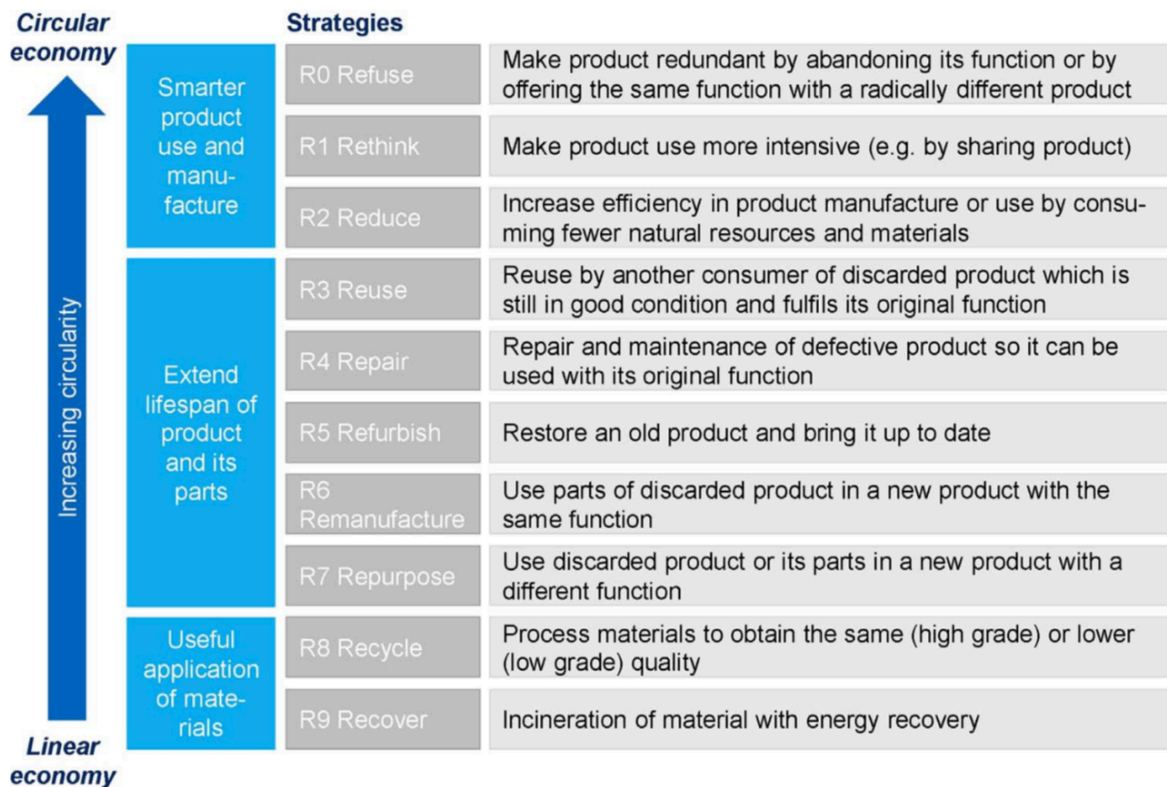 Circular
economy
Strategies
Increasing circularity
Linear
economy
Smarter
product
use and
manu-
facture
R0 Refuse
Make product redundant by abandoning its function or by
offering the same function with a radically different product
R1 Rethink
Make product use more intensive (e.g. by sharing product)
R2 Reduce
Increase efficiency in product manufacture or use by consu-
ming fewer natural resources and materials
Extend
lifespan of
product
and its
parts
R3 Reuse
Reuse by another consumer of discarded product which is
still in good condition and fulfils its original function
R4 Repair
Repair and maintenance of defective product so it can be
used with its original function
R5 Refurbish
Restore an old product and bring it up to date
R6
Remanufacture
Use parts of discarded product in a new product with the
same function
R7 Repurpose
Use discarded product or its parts in a new product with a
different function
Useful
application
of mate-
rials
R8 Recycle
Process materials to obtain the same (high grade) or lower
(low grade) quality
R9 Recover
Incineration of material with energy recovery